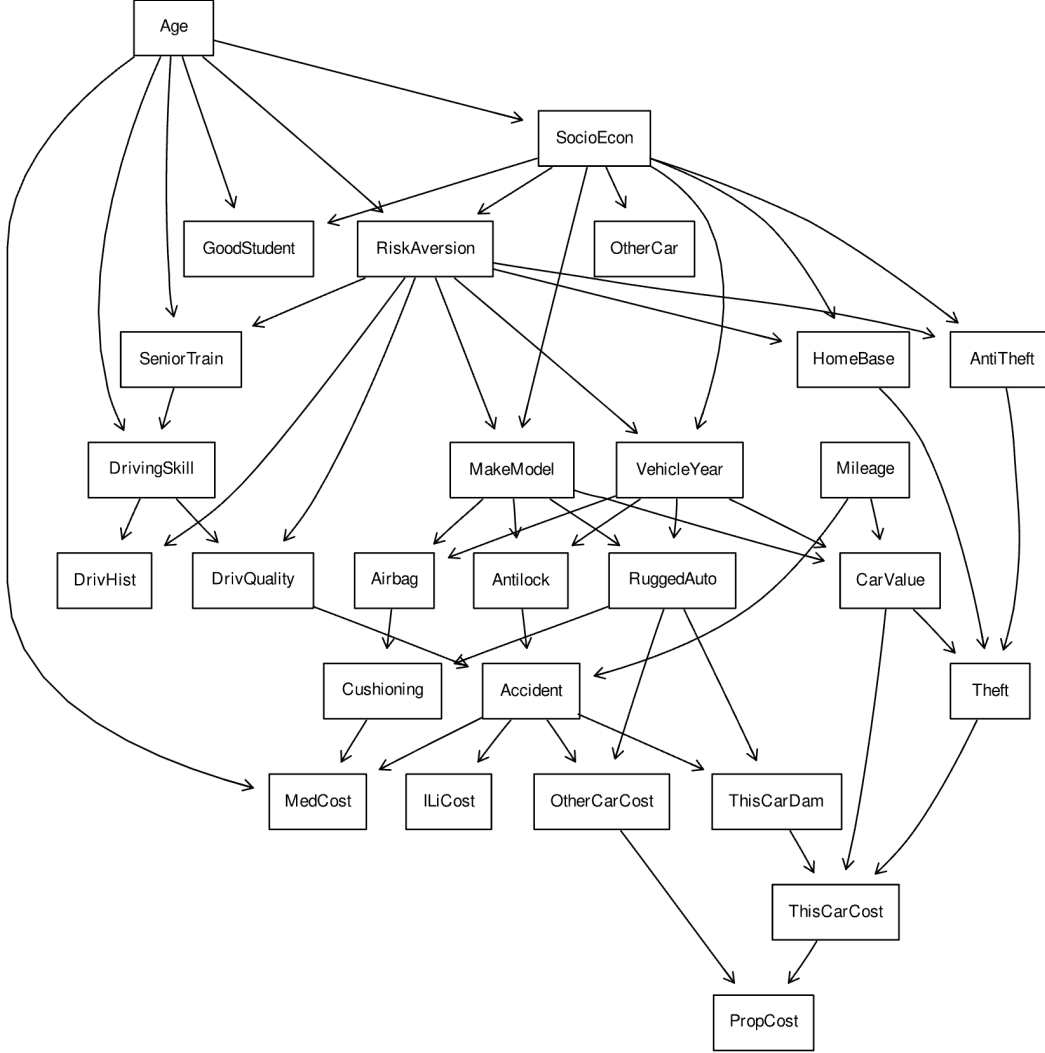 Age
SocioEcon
GoodStudent
RiskAversion
OtherCar
SeniorTrain
HomeBase
AntiTheft
DrivingSkill
MakeModel
VehicleYear
Mileage
DrivHist
DrivQuality
Airbag
Antilock
RuggedAuto
CarValue
Cushioning
Accident
Theft
MedCost
ILiCost
OtherCarCost
ThisCarDam
ThisCarCost
PropCost